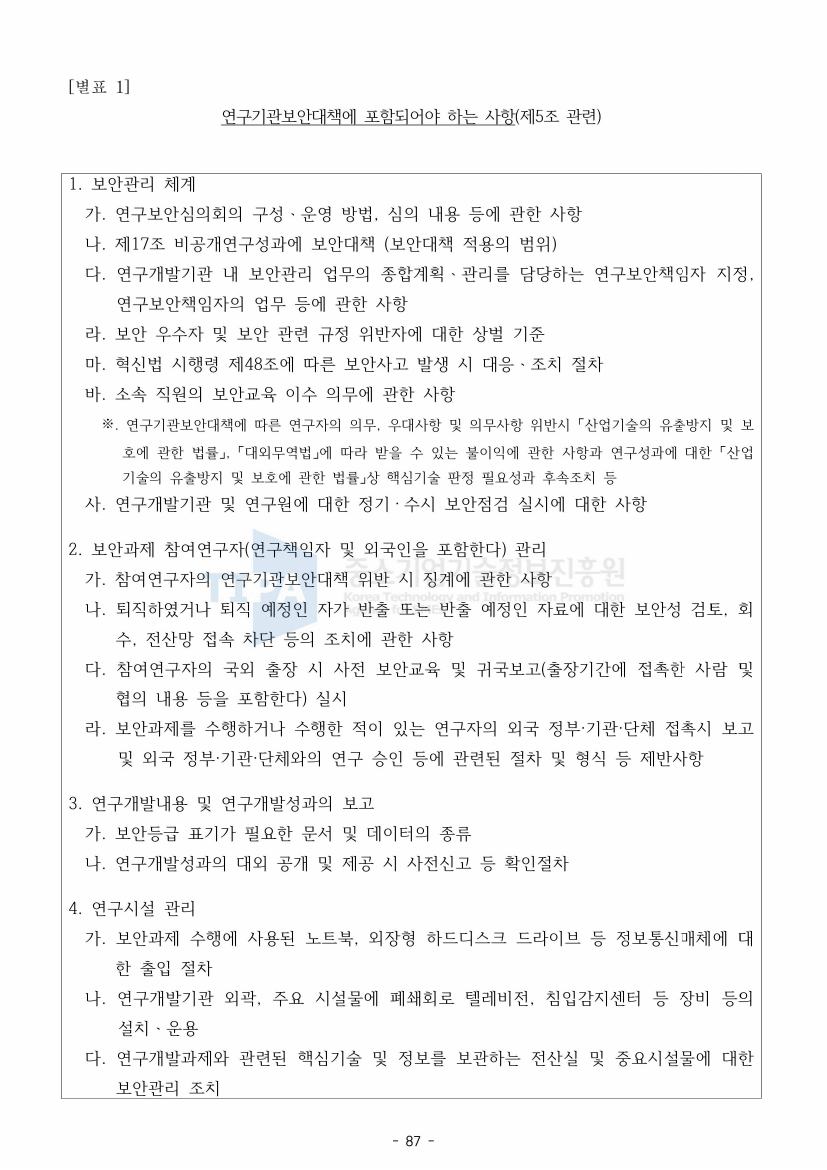 [별표 1]
연구기관보안대책에 포함되어야 하는 사항(제5조 관련)
1. 보안관리 체계
가. 연구보안심의회의 구성ㆍ운영 방법, 심의 내용 등에 관한 사항
나. 제17조 비공개연구성과에 보안대책 (보안대책 적용의 범위)
다. 연구개발기관 내 보안관리 업무의 종합계획ㆍ관리를 담당하는 연구보안책임자 지정,
연구보안책임자의 업무 등에 관한 사항
라. 보안 우수자 및 보안 관련 규정 위반자에 대한 상벌 기준
마. 혁신법 시행령 제48조에 따른 보안사고 발생 시 대응ㆍ조치 절차
바. 소속 직원의 보안교육 이수 의무에 관한 사항
※. 연구기관보안대책에 따른 연구자의 의무, 우대사항 및 의무사항 위반시 「산업기술의 유출방지 및 보
호에 관한 법률」, 「대외무역법」에 따라 받을 수 있는 불이익에 관한 사항과 연구성과에 대한 「산업
기술의 유출방지 및 보호에 관한 법률」상 핵심기술 판정 필요성과 후속조치 등
사. 연구개발기관 및 연구원에 대한 정기ㆍ수시 보안점검 실시에 대한 사항
2. 보안과제 참여연구자(연구책임자 및 외국인을 포함한다) 관리
TIPA 중소기업기술정보진흥원
가. 참여연구자의 연구기관보안대책 위반 시 징계에 관한 사항
Korea Technology and Information Promotion
나. 퇴직하였거나 퇴직 예정인 자가 반출 또는 반출 예정인 자료에 대한 보안성 검토, 회
수, 전산망 접속 차단 등의 조치에 관한 사항
다. 참여연구자의 국외 출장 시 사전 보안교육 및 귀국보고(출장기간에 접촉한 사람 및
협의 내용 등을 포함한다) 실시
라. 보안과제를 수행하거나 수행한 적이 있는 연구자의 외국 정부·기관·단체 접촉시 보고
및 외국 정부·기관·단체와의 연구 승인 등에 관련된 절차 및 형식 등 제반사항
3. 연구개발내용 및 연구개발성과의 보고
가. 보안등급 표기가 필요한 문서 및 데이터의 종류
나. 연구개발성과의 대외 공개 및 제공 시 사전신고 등 확인절차
4. 연구시설 관리
가. 보안과제 수행에 사용된 노트북, 외장형 하드디스크 드라이브 등 정보통신매체에 대
한 출입 절차
나. 연구개발기관 외곽, 주요 시설물에 폐쇄회로 텔레비전, 침입감지센터 등 장비 등의
설치ㆍ운용
다. 연구개발과제와 관련된 핵심기술 및 정보를 보관하는 전산실 및 중요시설물에 대한
보안관리 조치
- 87 -